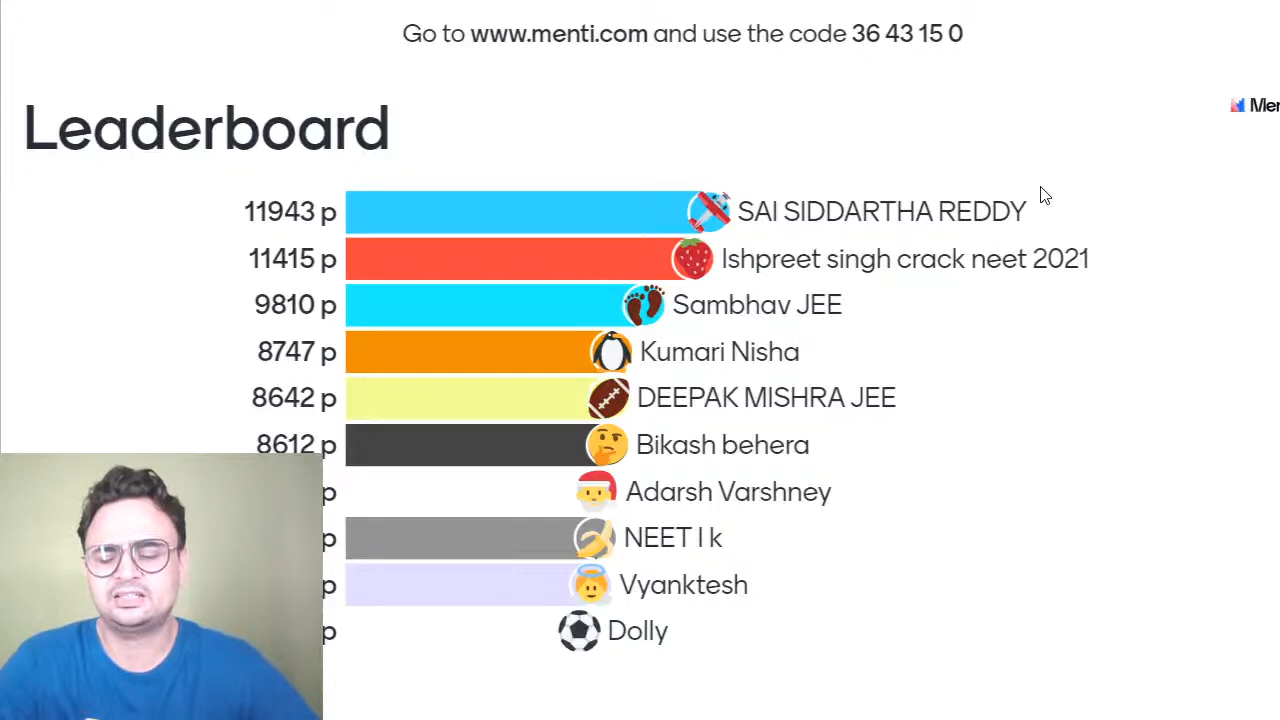 Go to www.menti.com and use the code 36 43 15 0
Leaderboard
11943 p SAI SIDDARTHA REDDY
11415 p Ishpreet singh crack neet 2021
9810 p Sambhav JEE
8747 p Kumari Nisha
8642 p DEEPAK MISHRA JEE
8612 p Bikash behera
p Adarsh Varshney
p NEET I k
p Vyanktesh
p Dolly